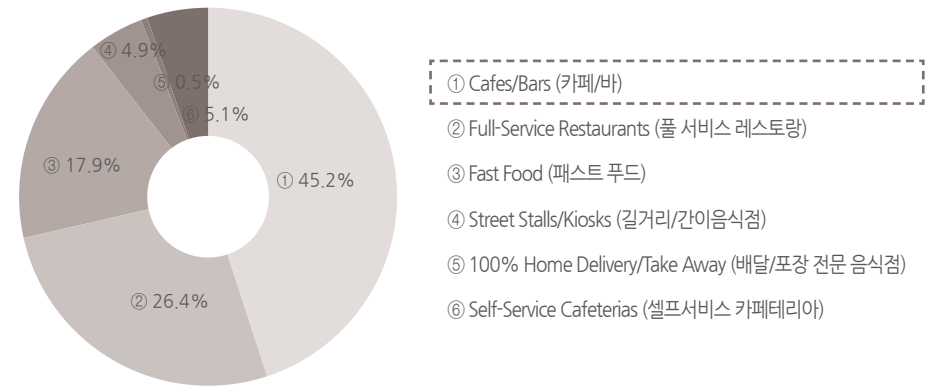 ④ 4.9%
⑤ 0.5%
⑥ 5.1%
③ 17.9%
① 45.2%
② 26.4%
① Cafes/Bars (카페/바)
② Full-Service Restaurants (풀 서비스 레스토랑)
③ Fast Food (패스트 푸드)
④ Street Stalls/Kiosks (길거리/간이음식점)
⑤ 100% Home Delivery/Take Away (배달/포장 전문 음식점)
⑥ Self-Service Cafeterias (셀프서비스 카페테리아)